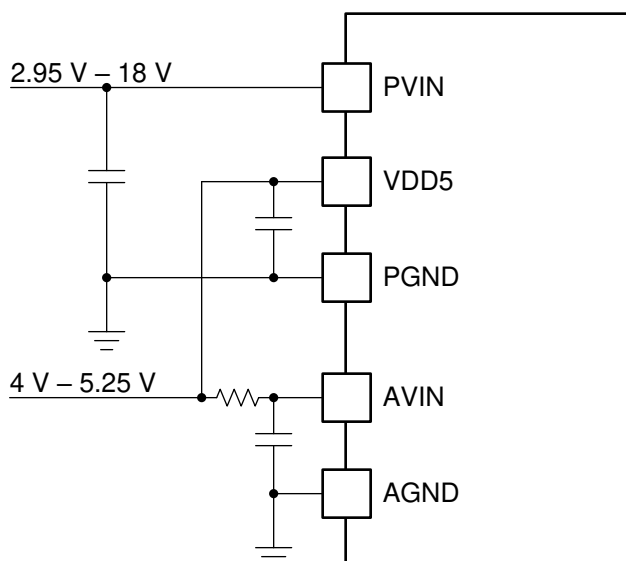 2.95 V – 18 V
PVIN
VDD5
PGND
4 V – 5.25 V
AVIN
AGND